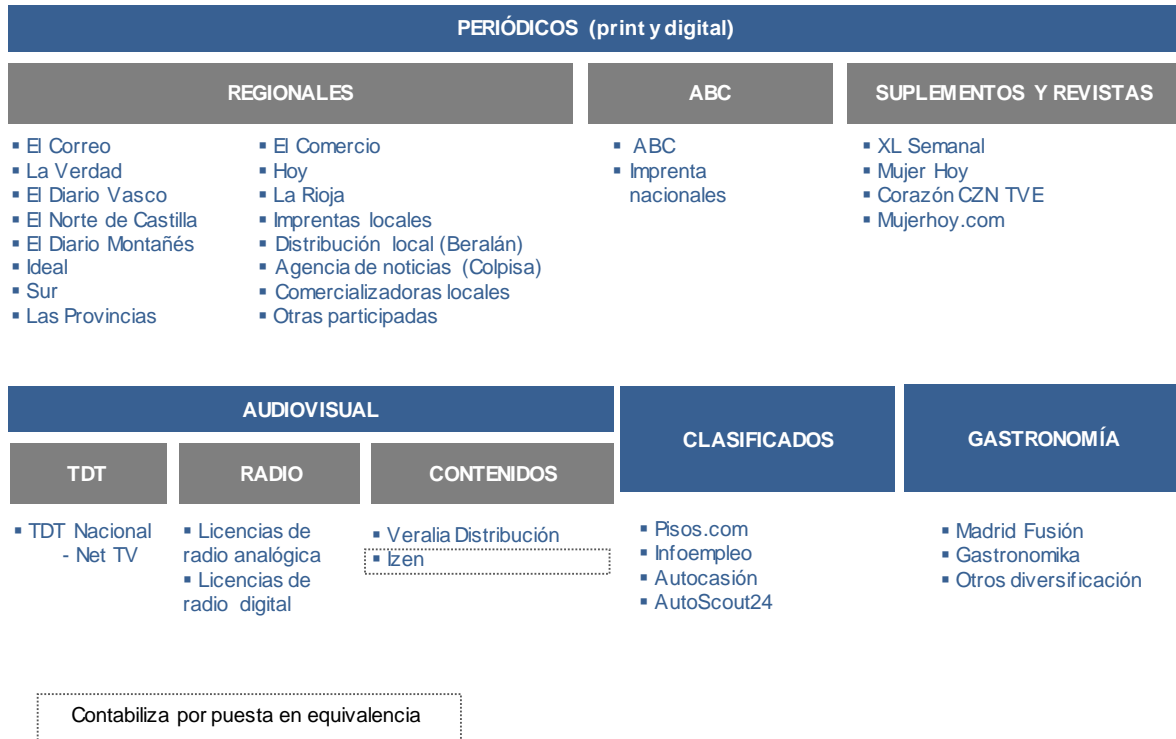 PERIÓDICOS (print y digital)
REGIONALES
▪ El Correo
▪ La Verdad
▪ El Diario Vasco
▪ El Norte de Castilla
▪ El Diario Montañés
▪ Ideal
▪ Sur
▪ Las Provincias
▪ El Comercio
▪ Hoy
▪ La Rioja
▪ Imprentas locales
▪ Distribución local (Beralán)
▪ Agencia de noticias (Colpisa)
▪ Comercializadoras locales
▪ Otras participadas
ABC
▪ ABC
▪ Imprenta
nacionales
SUPLEMENTOS Y REVISTAS
▪ XL Semanal
▪ Mujer Hoy
▪ Corazón CZN TVE
▪ Mujerhoy.com
AUDIOVISUAL
TDT
▪ TDT Nacional
- Net TV
RADIO
▪ Licencias de
radio analógica
▪ Licencias de
radio digital
CONTENIDOS
▪ Veralia Distribución
▪ Izen
CLASIFICADOS
▪ Pisos.com
▪ Infoempleo
▪ Autocasión
▪ AutoScout24
GASTRONOMÍA
▪ Madrid Fusión
▪ Gastronomika
▪ Otros diversificación
Contabiliza por puesta en equivalencia